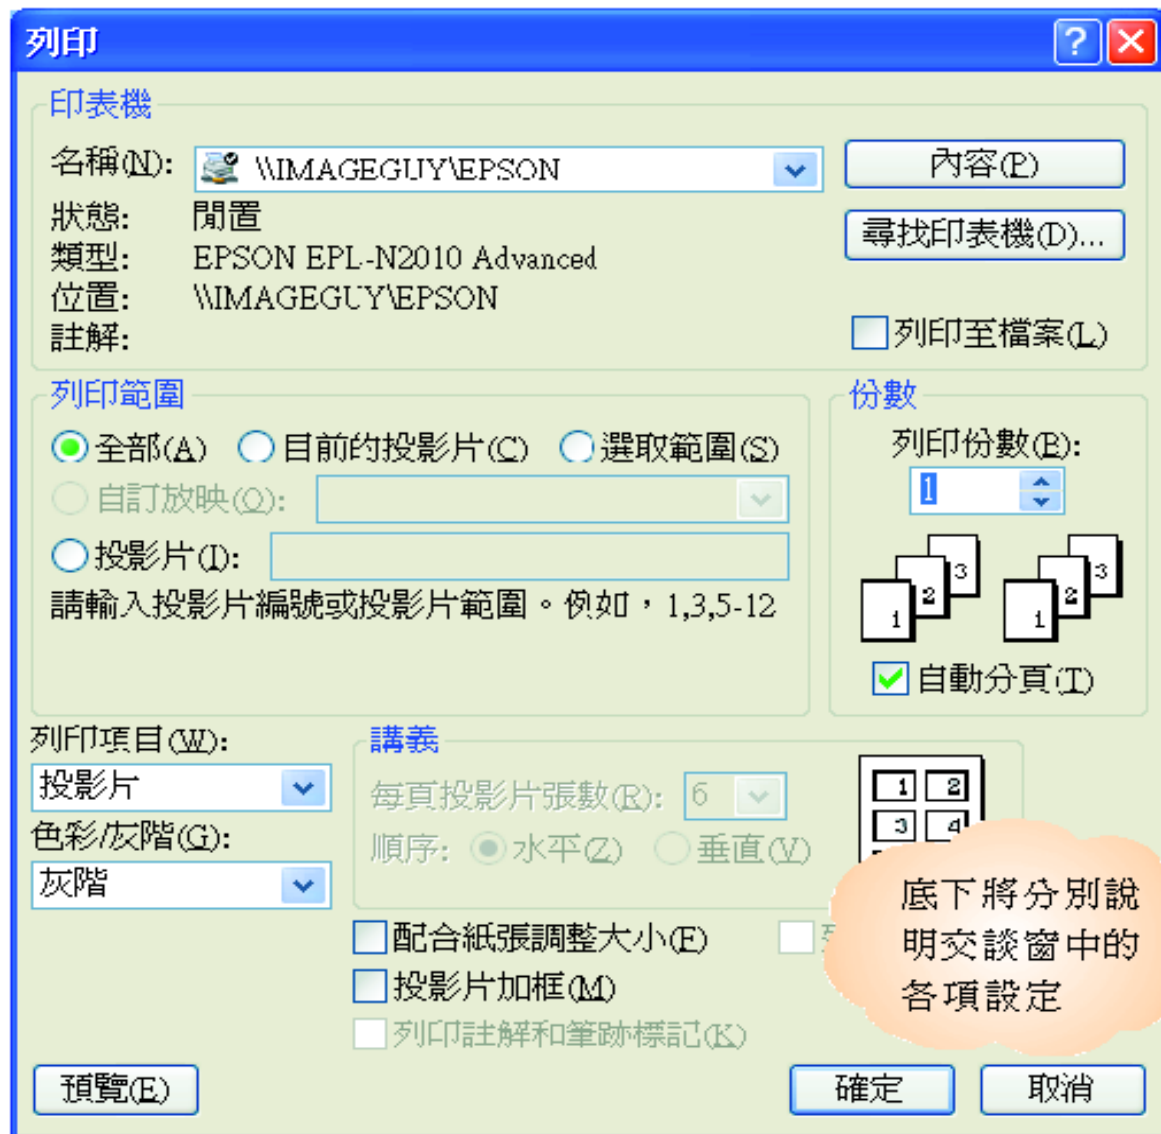 列印
印表機
名稱(N): \\IMAGEGUY\EPSON 內容(P)
狀態: 閒置
尋找印表機(D)...
類型: EPSON EPL-N2010 Advanced
位置: \\IMAGEGUY\EPSON
註解:
列印至檔案(L)
列印範圍
全部(A) 目前的投影片(C) 選取範圍(S)
自訂放映(O):
投影片(I):
請輸入投影片編號或投影片範圍。例如，1,3,5-12
份數
列印份數(B):
1
1 2 3 1 2 3
自動分頁(T)
列印項目(W):
投影片
色彩/灰階(G):
灰階
講義
每頁投影片張數(R): 6
順序: 水平(Z) 垂直(V)
1 2
3 4
配合紙張調整大小(F)
投影片加框(M)
列印註解和筆跡標記(K)
底下將分別說
明交談窗中的
各項設定
預覽(E) 確定 取消